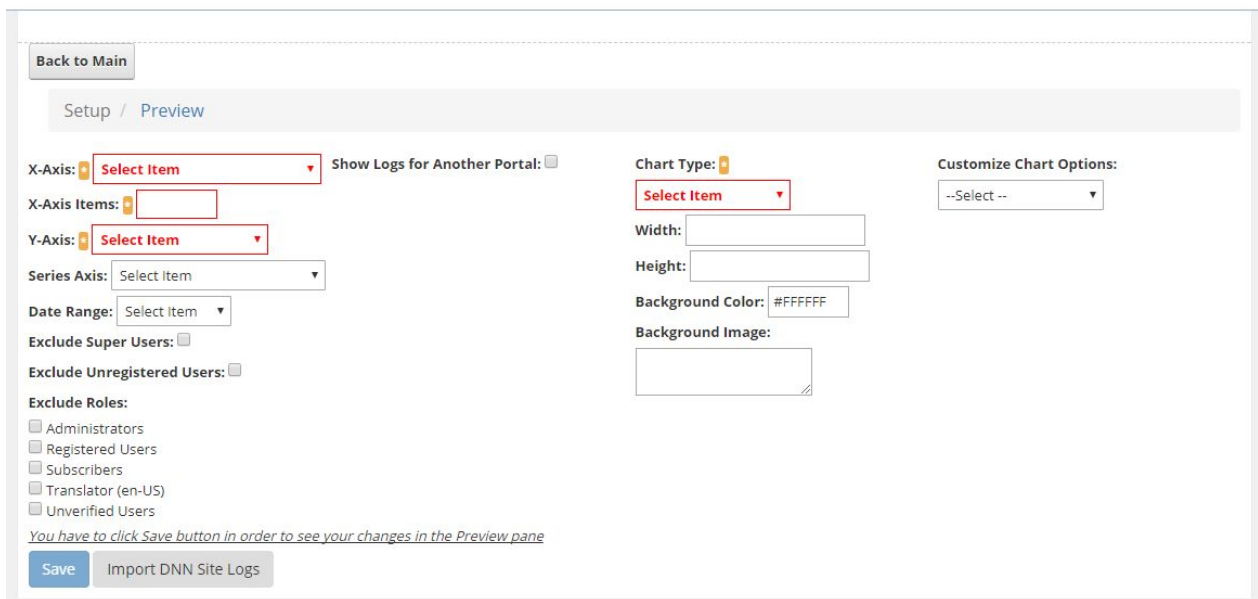 Back to Main
Setup / Preview
X-Axis: Select Item
X-Axis Items:
Y-Axis: Select Item
Series Axis: Select Item
Date Range: Select Item
Exclude Super Users:
Exclude Unregistered Users:
Exclude Roles:
Administrators
Registered Users
Subscribers
Translator (en-US)
Unverified Users
You have to click Save button in order to see your changes in the Preview pane
Save Import DNN Site Logs
Show Logs for Another Portal:
Chart Type:
Select Item
Width:
Height:
Background Color: #FFFFFF
Background Image:
Customize Chart Options:
--Select --